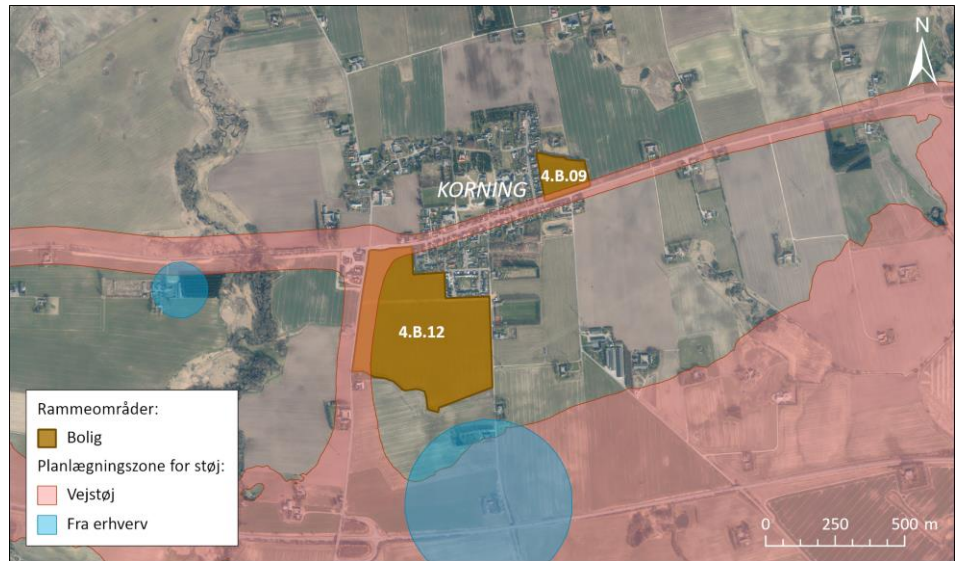 N
4.B.09
KORNING
4.B.12
Rammeområder:
Bolig
Planlægningszone for støj:
Vejstøj
Fra erhverv
0 250 500 m